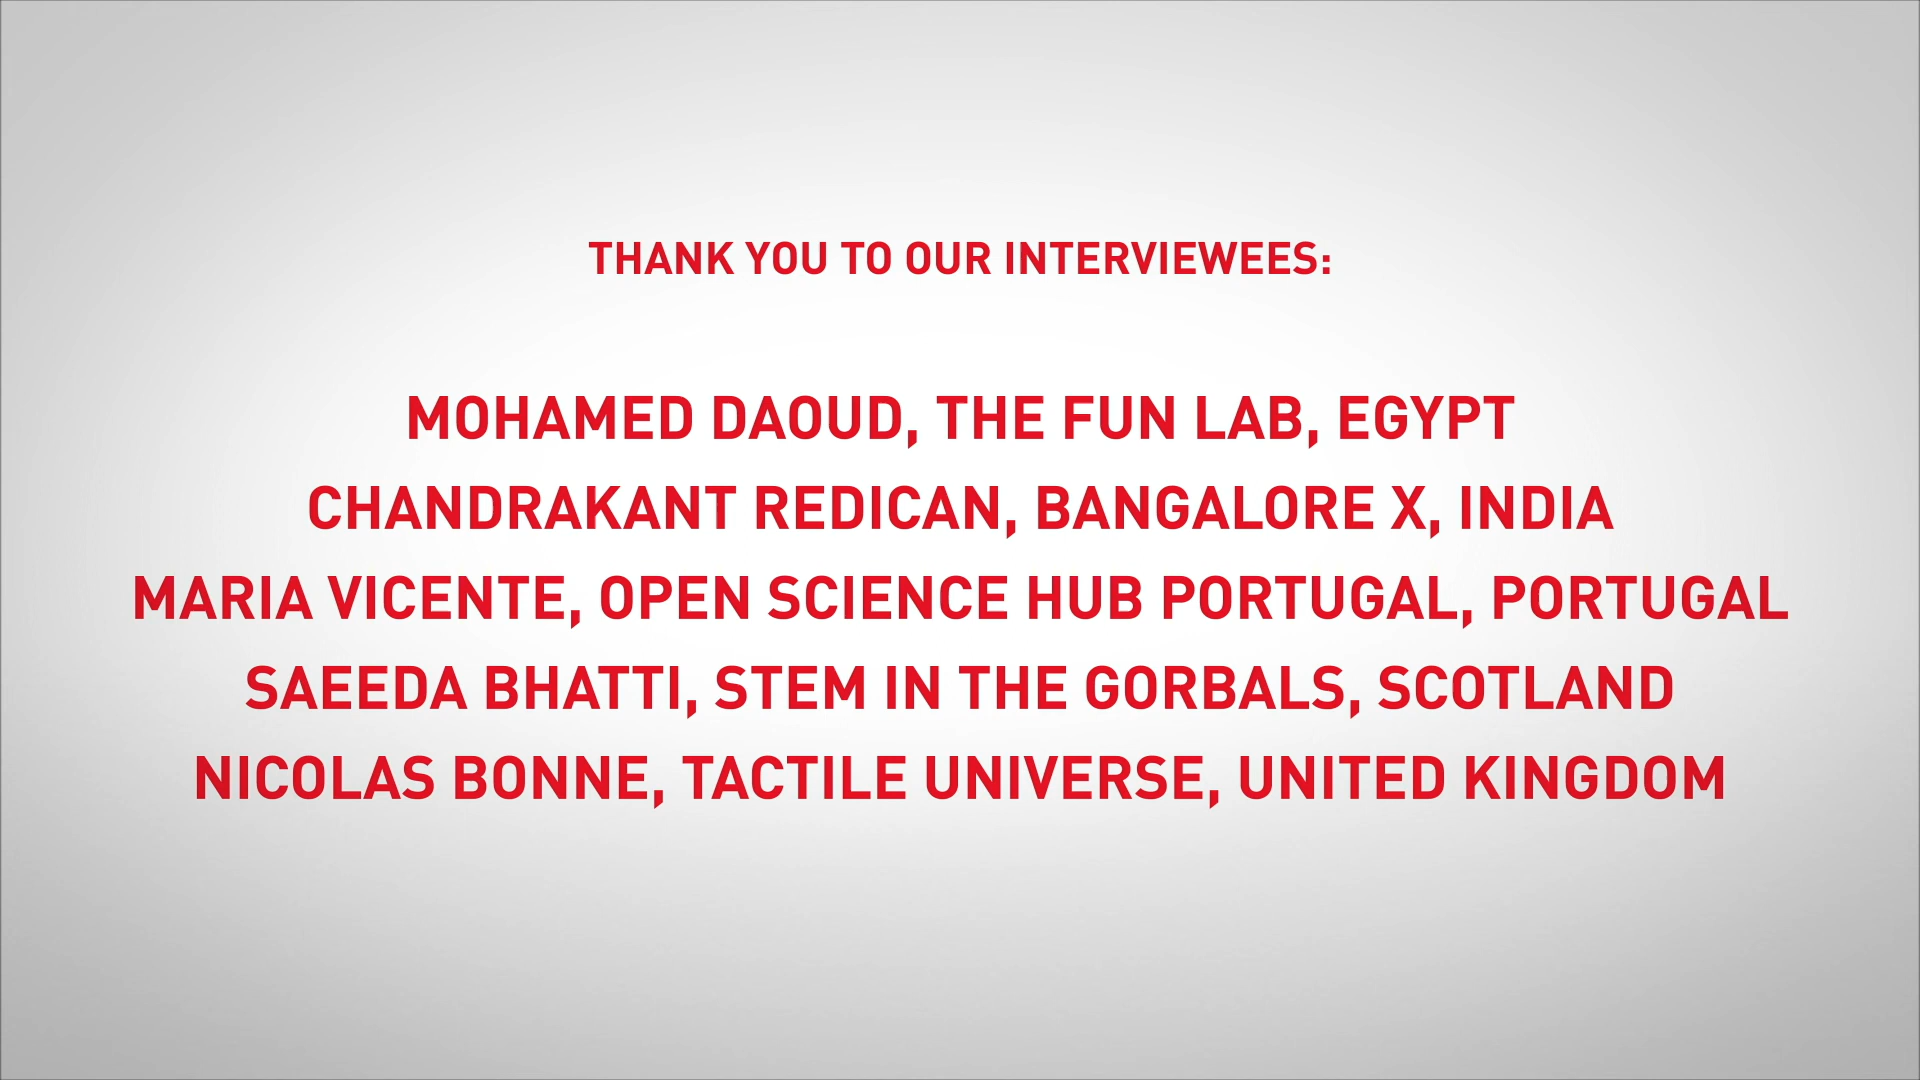 THANK YOU TO OUR INTERVIEWEES:
MOHAMED DAOUD, THE FUN LAB, EGYPT
CHANDRAKANT REDICAN, BANGALORE X, INDIA
MARIA VICENTE, OPEN SCIENCE HUB PORTUGAL, PORTUGAL
SAEEDA BHATTI, STEM IN THE GORBALS, SCOTLAND
NICOLAS BONNE, TACTILE UNIVERSE, UNITED KINGDOM